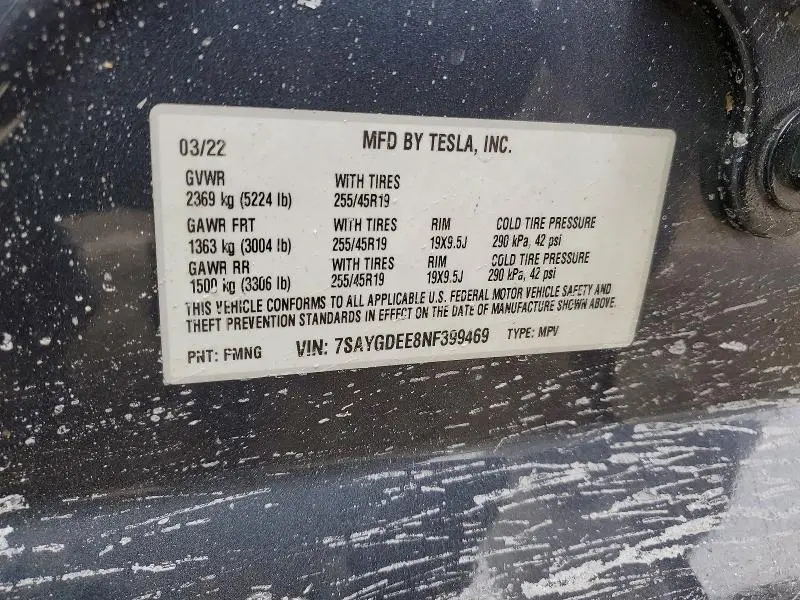 03/22 MFD BY TESLA, INC.
GVWR WITH TIRES
2369 kg (5224 lb) 255/45R19
GAWR FRT WITH TIRES RIM COLD TIRE PRESSURE
1363 kg (3004 lb) 255/45R19 19X9.5J 290 kPa, 42 psi
GAWR RR WITH TIRES RIM COLD TIRE PRESSURE
1500 kg (3306 lb) 255/45R19 19X9.5J 290 kPa, 42 psi
THIS VEHICLE CONFORMS TO ALL APPLICABLE U.S. FEDERAL MOTOR VEHICLE SAFETY AND
THEFT PREVENTION STANDARDS IN EFFECT ON THE DATE OF MANUFACTURE SHOWN ABOVE.
PNT: PMNG VIN: 7SAYGDEE8NF399469 TYPE: MPV